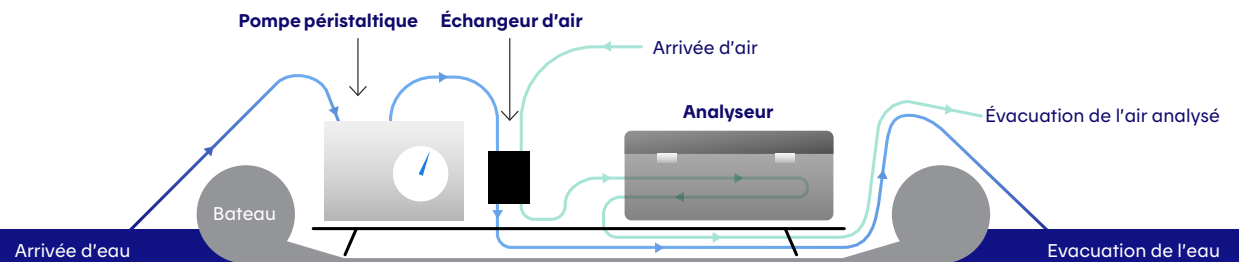 Pompe péristaltique
Échangeur d'air
Arrivée d'air
Analyseur
Évacuation de l'air analysé
Bateau
Arrivée d'eau
Evacuation de l'eau